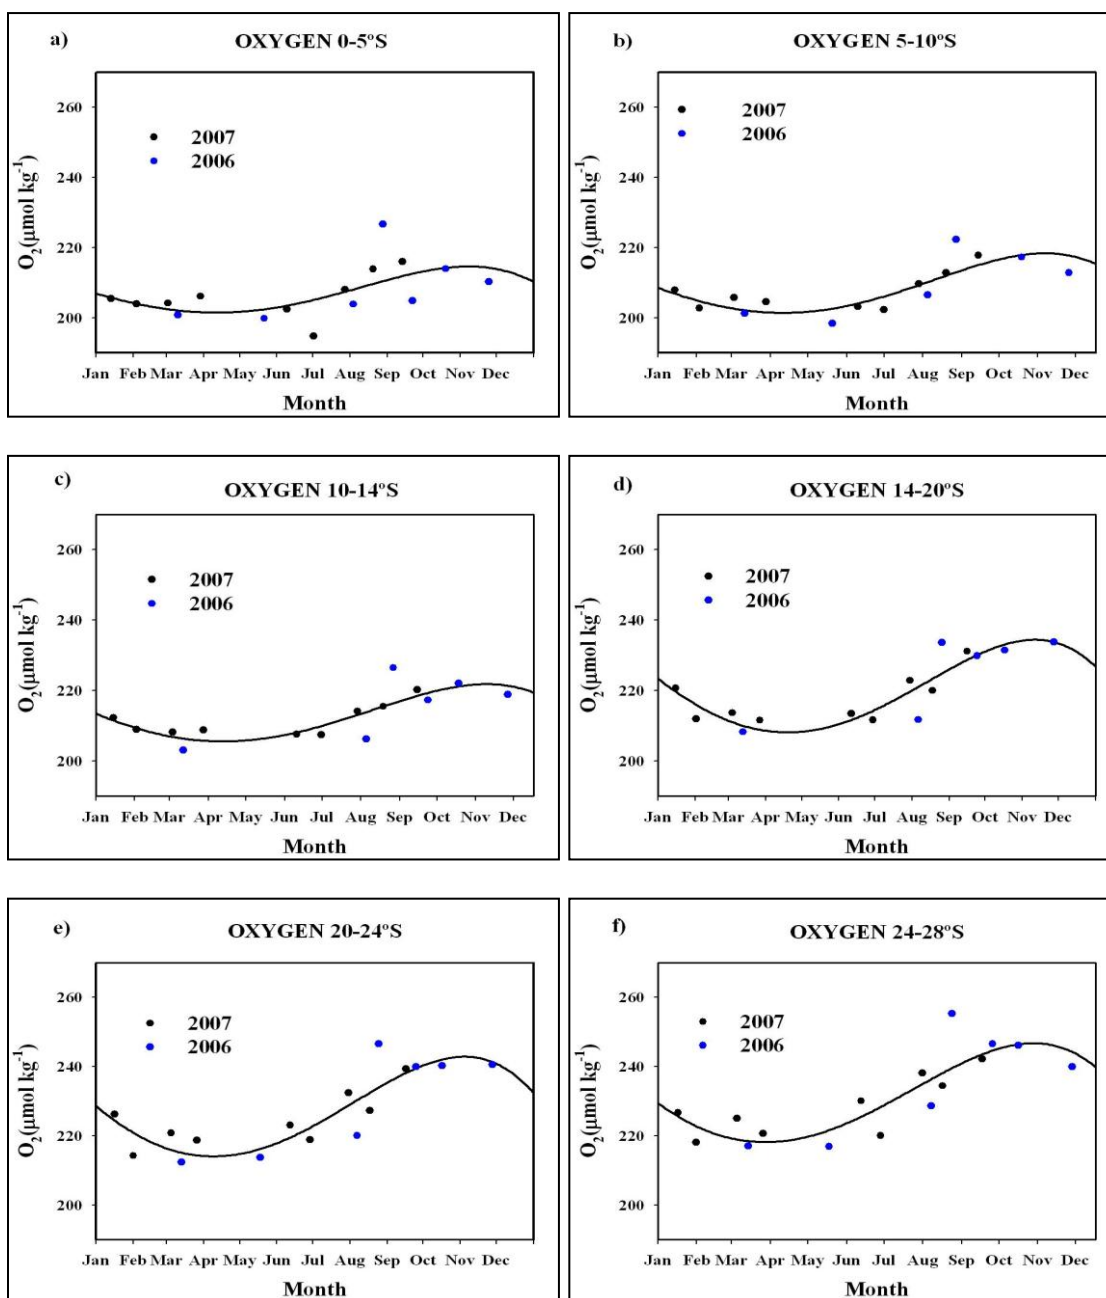 a) OXYGEN 0-5ºS
260
240
220
200
O₂(µmol kg⁻¹)
2007
2006
Jan Feb Mar Apr May Jun Jul Aug Sep Oct Nov Dec
Month
b) OXYGEN 5-10ºS
260
240
220
200
O₂(µmol kg⁻¹)
2007
2006
Jan Feb Mar Apr May Jun Jul Aug Sep Oct Nov Dec
Month
c) OXYGEN 10-14ºS
260
240
220
200
O₂(µmol kg⁻¹)
2007
2006
Jan Feb Mar Apr May Jun Jul Aug Sep Oct Nov Dec
Month
d) OXYGEN 14-20ºS
260
240
220
200
O₂(µmol kg⁻¹)
2007
2006
Jan Feb Mar Apr May Jun Jul Aug Sep Oct Nov Dec
Month
e) OXYGEN 20-24ºS
260
240
220
200
O₂(µmol kg⁻¹)
2007
2006
Jan Feb Mar Apr May Jun Jul Aug Sep Oct Nov Dec
Month
f) OXYGEN 24-28ºS
260
240
220
200
O₂(µmol kg⁻¹)
2007
2006
Jan Feb Mar Apr May Jun Jul Aug Sep Oct Nov Dec
Month